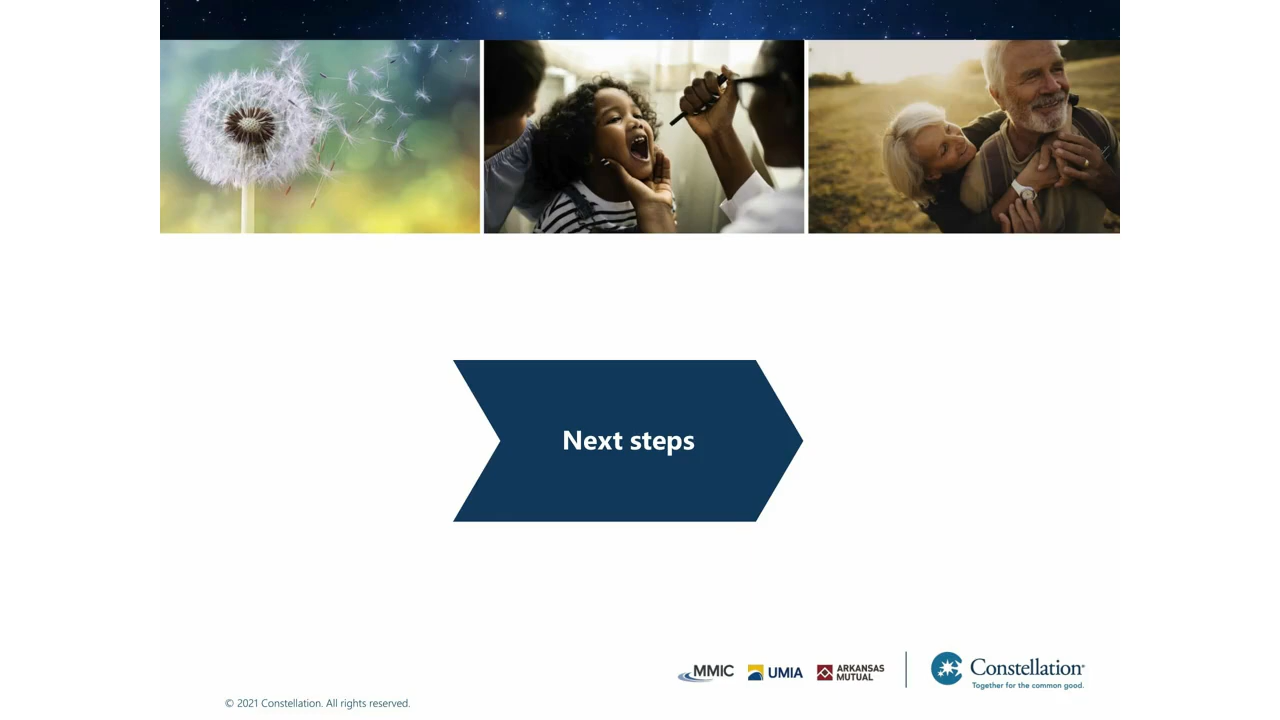 Next steps
MMIC
UMIA
ARKANSAS
MUTUAL
Constellation
Together for the common good.
© 2021 Constellation. All rights reserved.